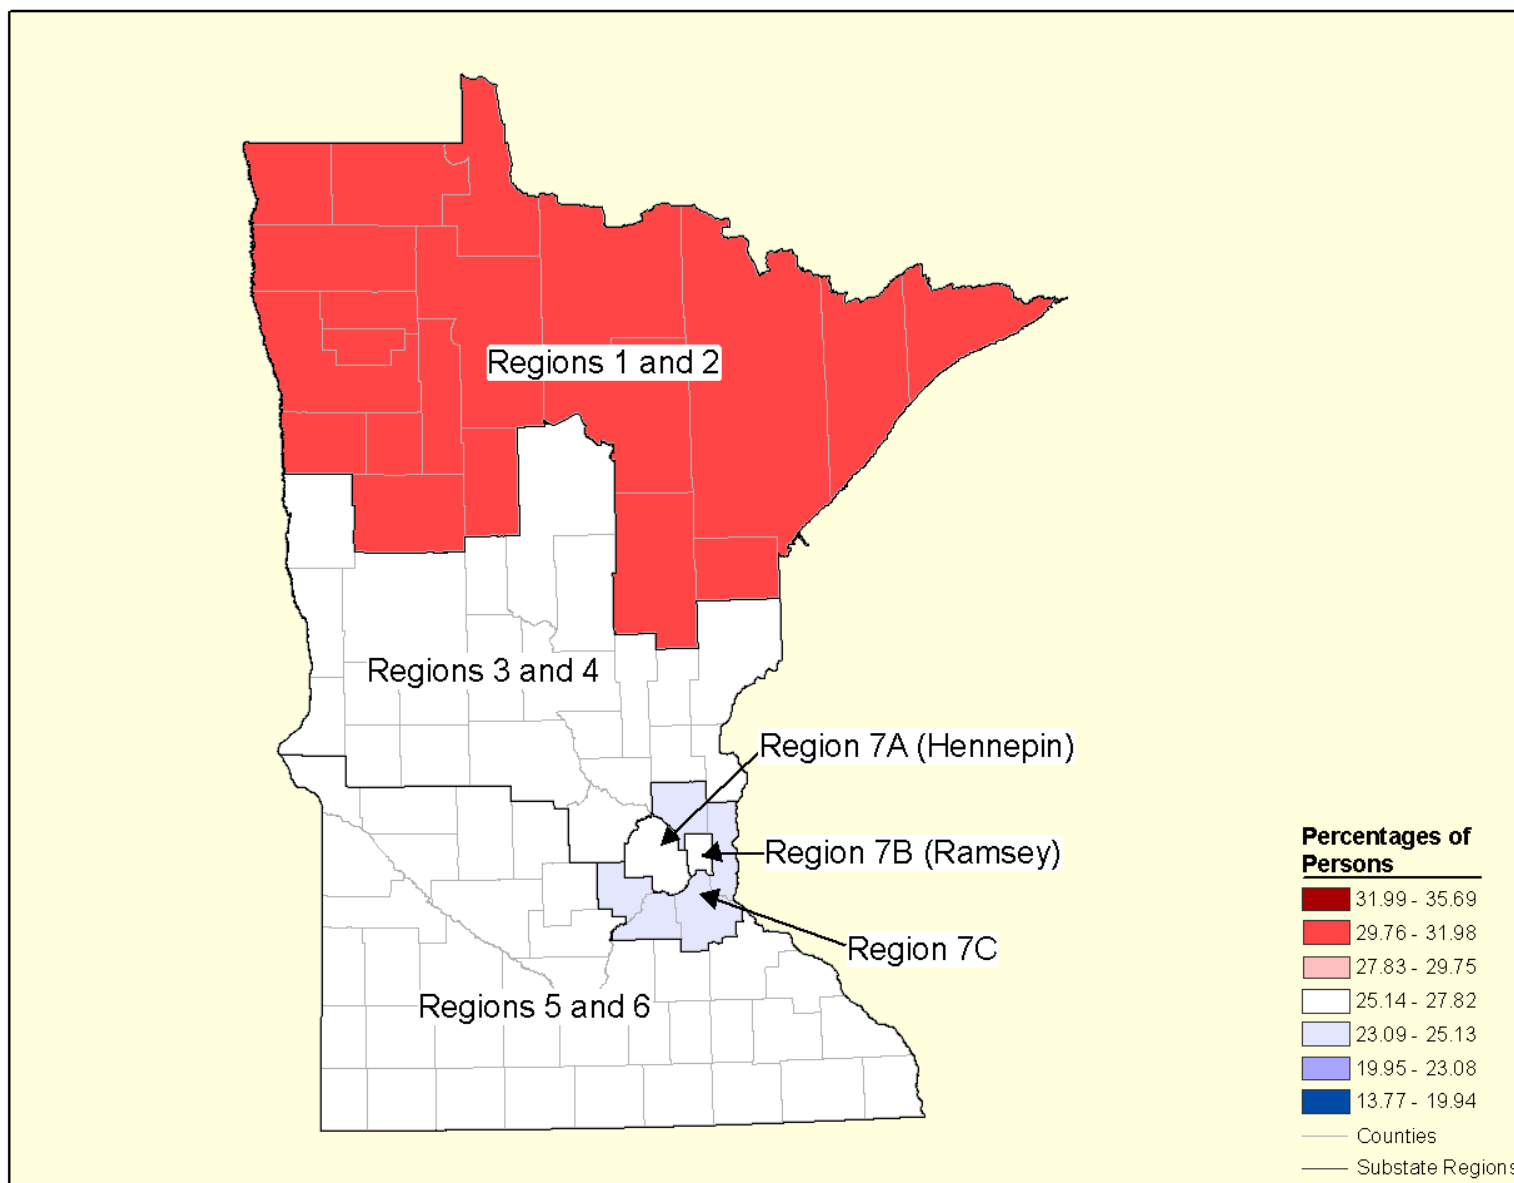 Regions 1 and 2
Regions 3 and 4
Region 7A (Hennepin)
Region 7B (Ramsey)
Region 7C
Regions 5 and 6
Percentages of
Persons
31.99 - 35.69
29.76 - 31.98
27.83 - 29.75
25.14 - 27.82
23.09 - 25.13
19.95 - 23.08
13.77 - 19.94
Counties
Substate Regions